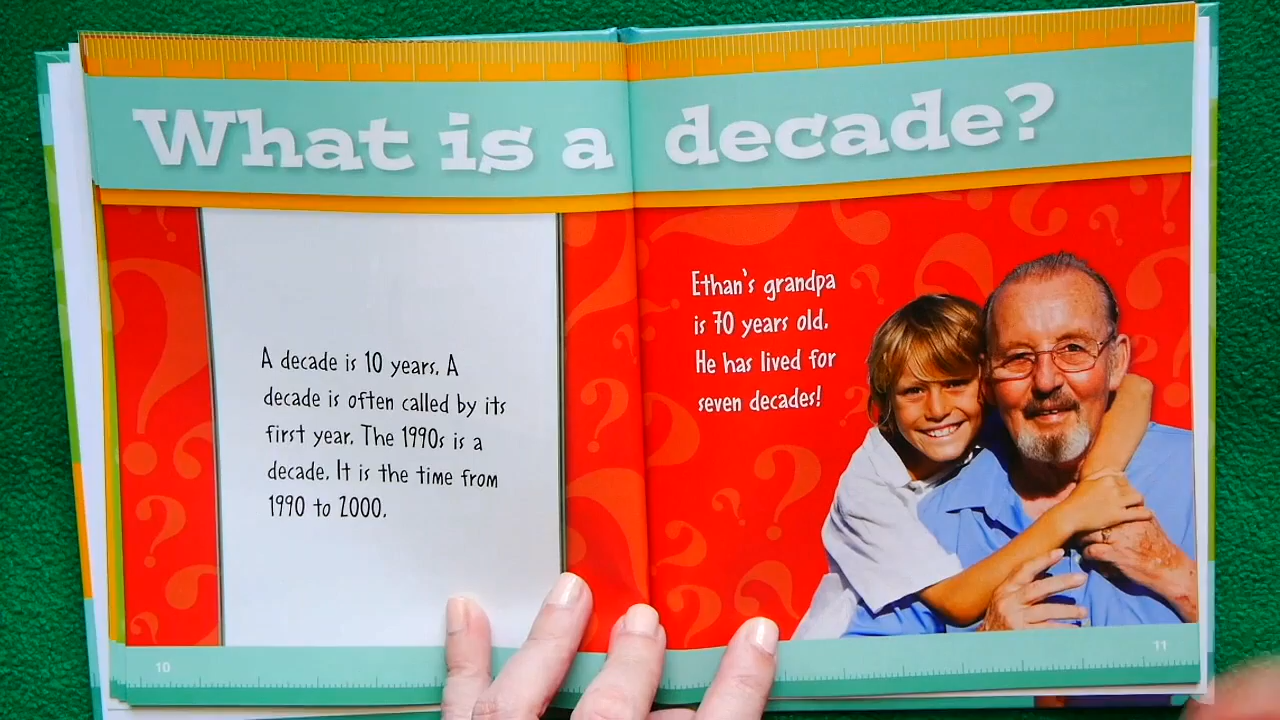 What is a decade?
A decade is 10 years. A
decade is often called by its
first year. The 1990s is a
decade. It is the time from
1990 to 2000.
Ethan's grandpa
is 70 years old.
He has lived for
seven decades!
10
11